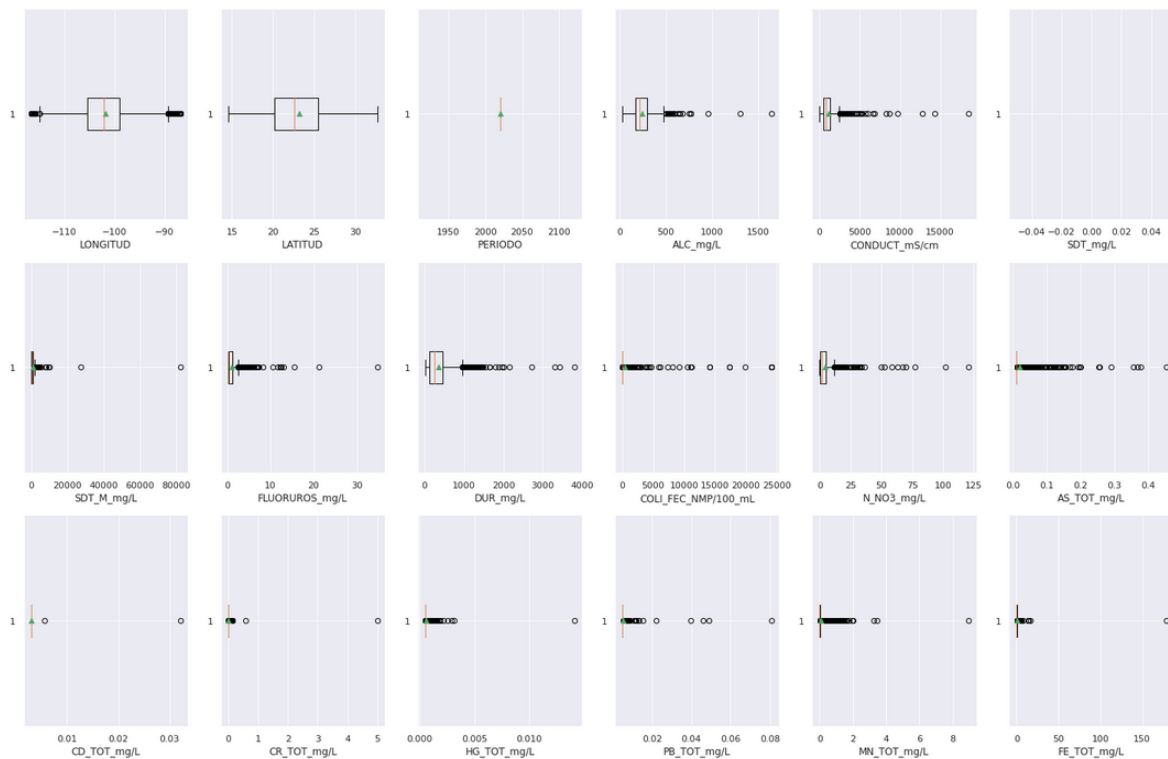 1 1 1 1 1
−110 −100 −90 15 20 25 30 1950 2000 2050 2100 0 500 1000 1500 0 5000 10000 −0.04 −0.02 0.00 0.02 0.04
LONGITUD LATITUD PERIODO ALC_mg/L CONDUCT_mS/cm SDT_mg/L
1 1 1 1 1 1
0 20000 40000 60000 80000 0 10 20 30 0 1000 2000 3000 4000 0 5000 10000 15000 20000 25000 0 25 50 75 100 125 0.0 0.1 0.2 0.3 0.4
SDT_M_mg/L FLUORUROS_mg/L DUR_mg/L COLI_FEC_NMP/100_mL N_NO3_mg/L AS_TOT_mg/L
1 1 1 1 1 1
0.01 0.02 0.03 0 1 2 3 4 5 0.000 0.005 0.010 0.02 0.04 0.06 0.08 0 2 4 6 8 0 50 100 150
CD_TOT_mg/L CR_TOT_mg/L HG_TOT_mg/L PB_TOT_mg/L MN_TOT_mg/L FE_TOT_mg/L